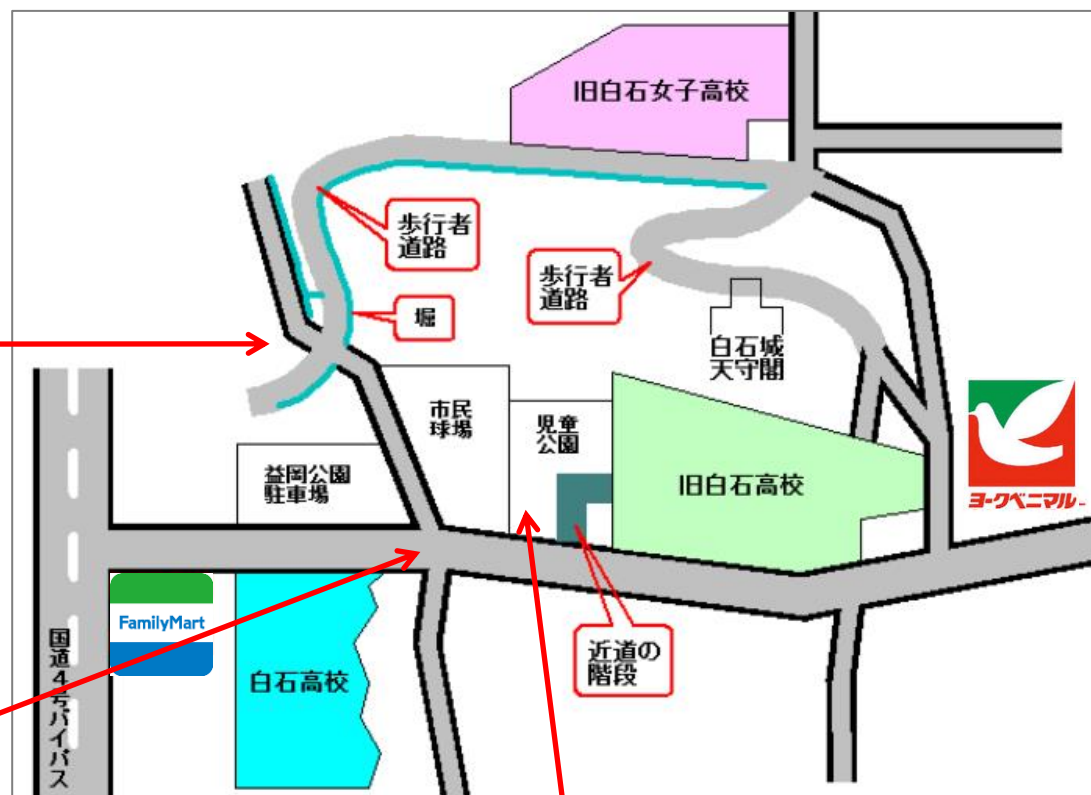 旧白石女子高校
歩行者
道路
歩行者
道路
堀
白石城
天守閣
市民
球場
児童
公園
益岡公園
駐車場
旧白石高校
ヨークベニマル
FamilyMart
近道の
階段
白石高校
国道4号バイパス